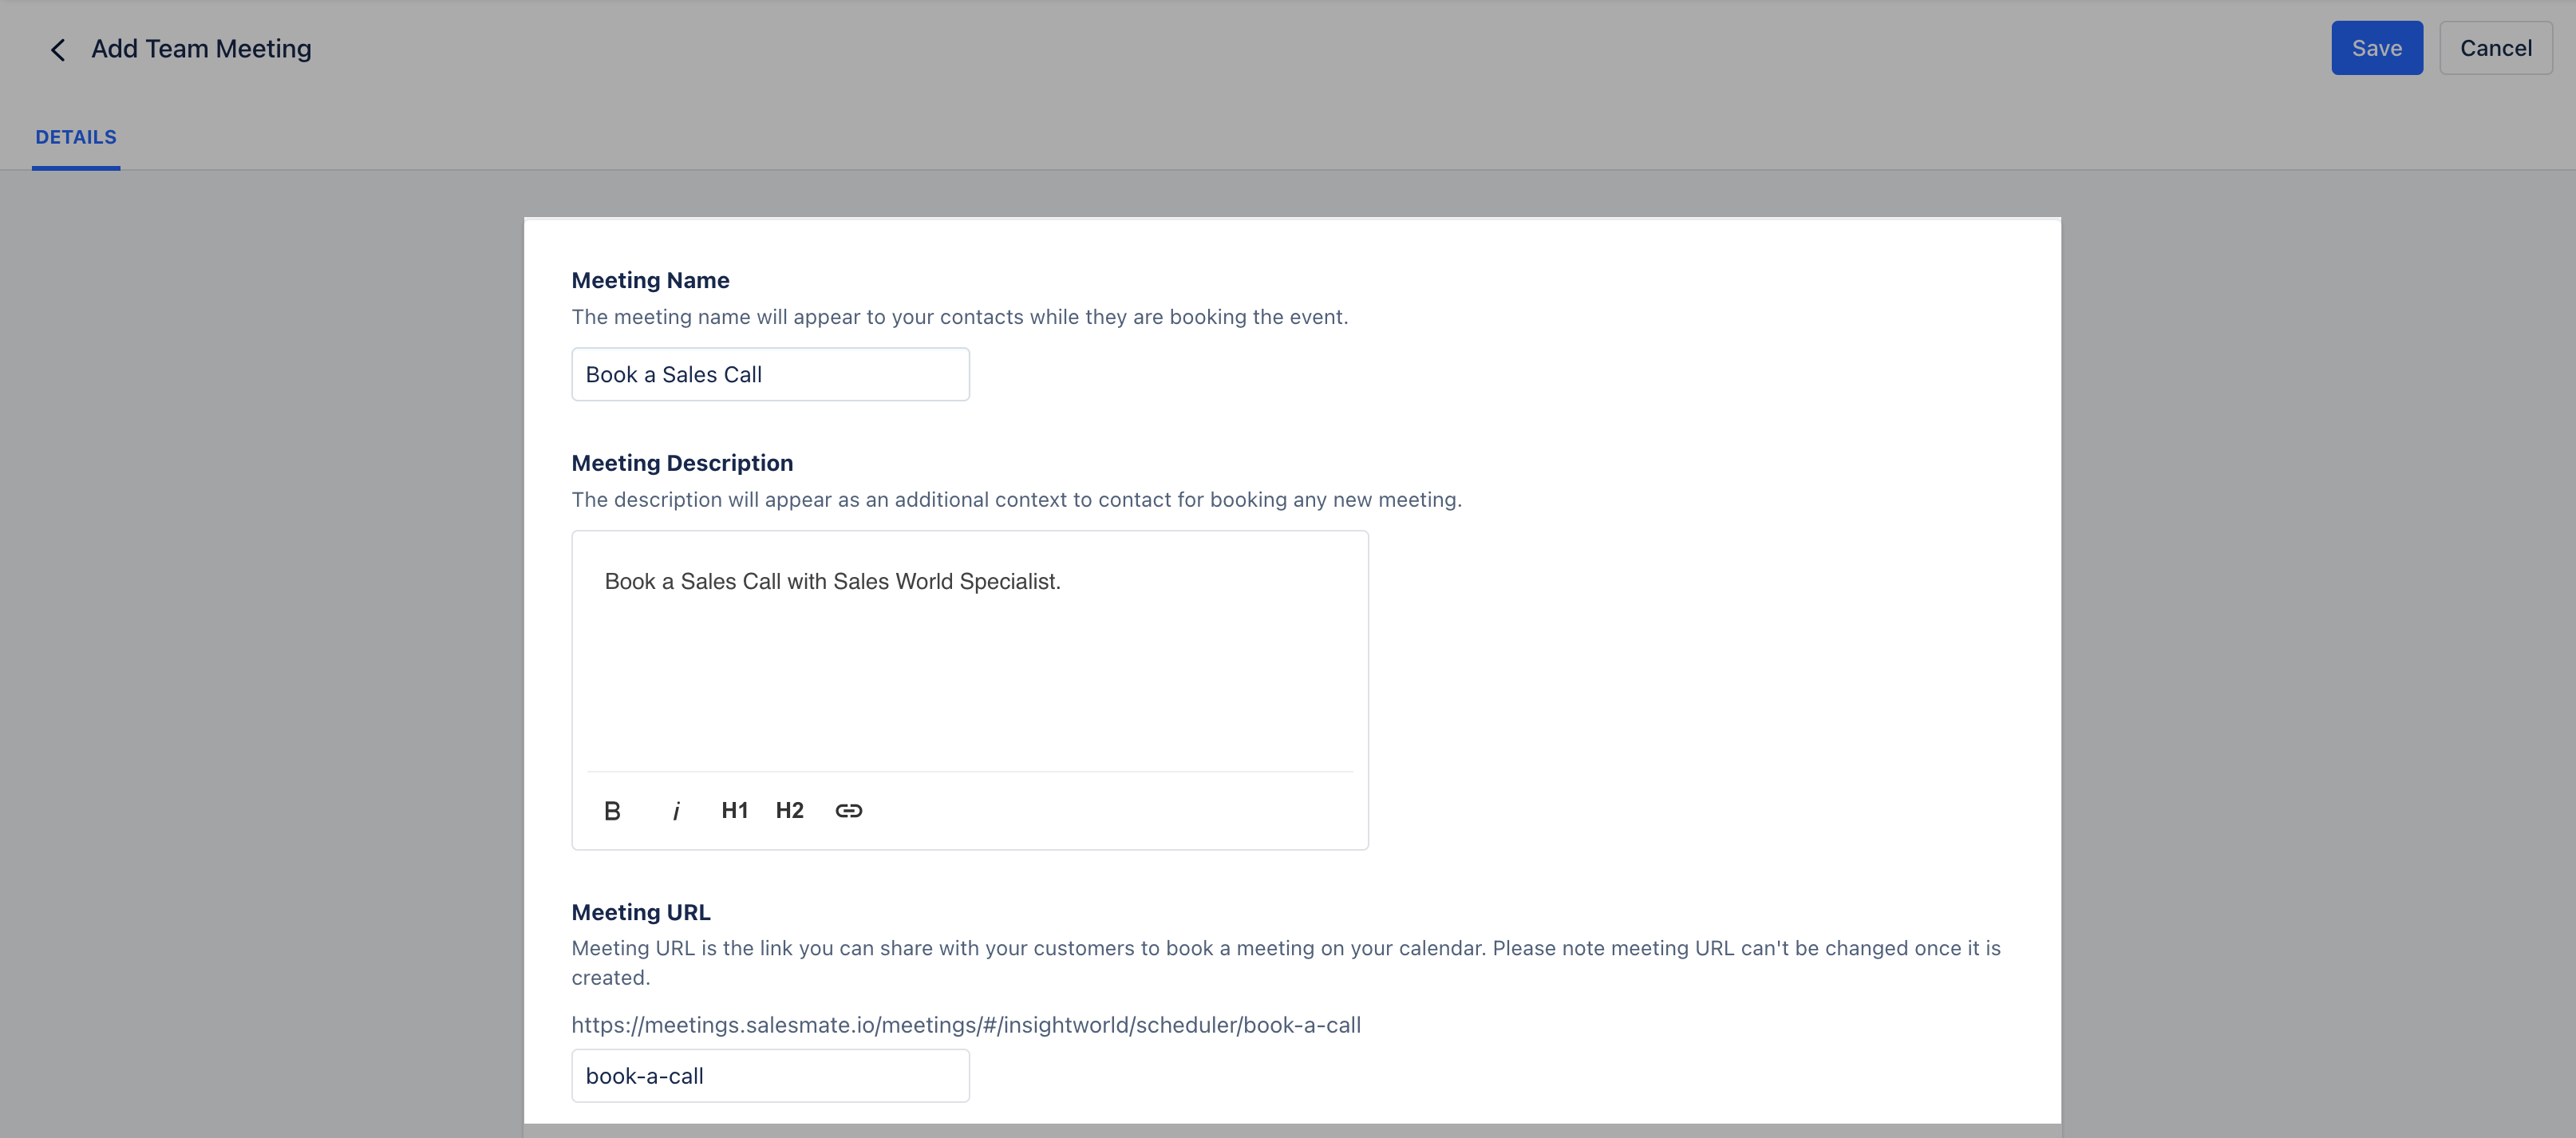 Add Team Meeting
Save
Cancel
DETAILS
Meeting Name
The meeting name will appear to your contacts while they are booking the event.
Book a Sales Call
Meeting Description
The description will appear as an additional context to contact for booking any new meeting.
Book a Sales Call with Sales World Specialist.
B i H1 H2
Meeting URL
Meeting URL is the link you can share with your customers to book a meeting on your calendar. Please note meeting URL can't be changed once it is
created.
https://meetings.salesmate.io/meetings/#/insightworld/scheduler/book-a-call
book-a-call